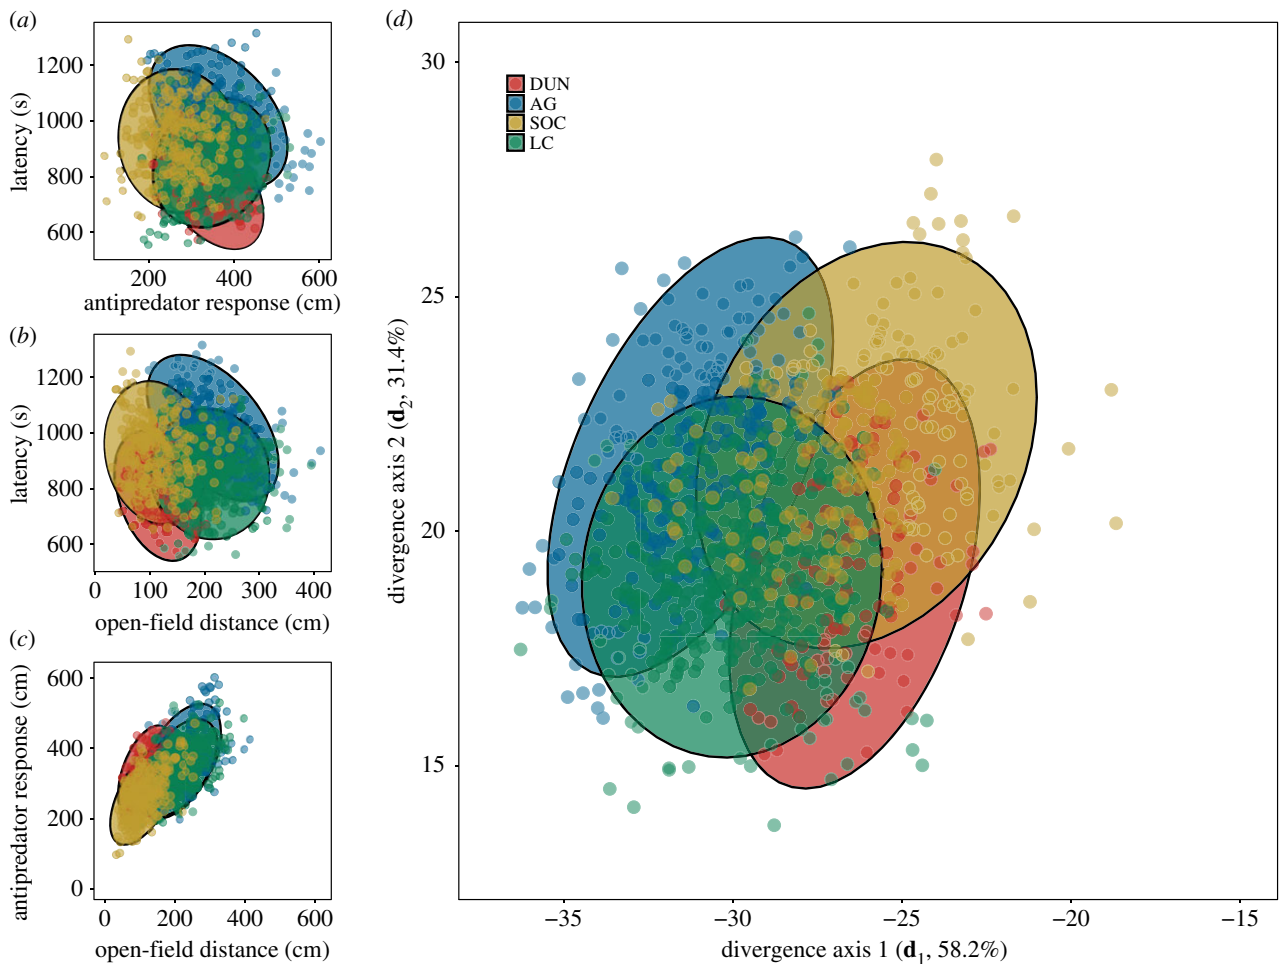 (a)
latency (s)
1200
1000
800
600
200 400 600
antipredator response (cm)
(b)
latency (s)
1200
1000
800
600
0 100 200 300 400
open-field distance (cm)
(c)
antipredator response (cm)
600
400
200
0
0 200 400 600
open-field distance (cm)
(d)
divergence axis 2 (d2, 31.4%)
30
25
20
15
DUN
AG
SOC
LC
−35 −30 −25 −20 −15
divergence axis 1 (d1, 58.2%)